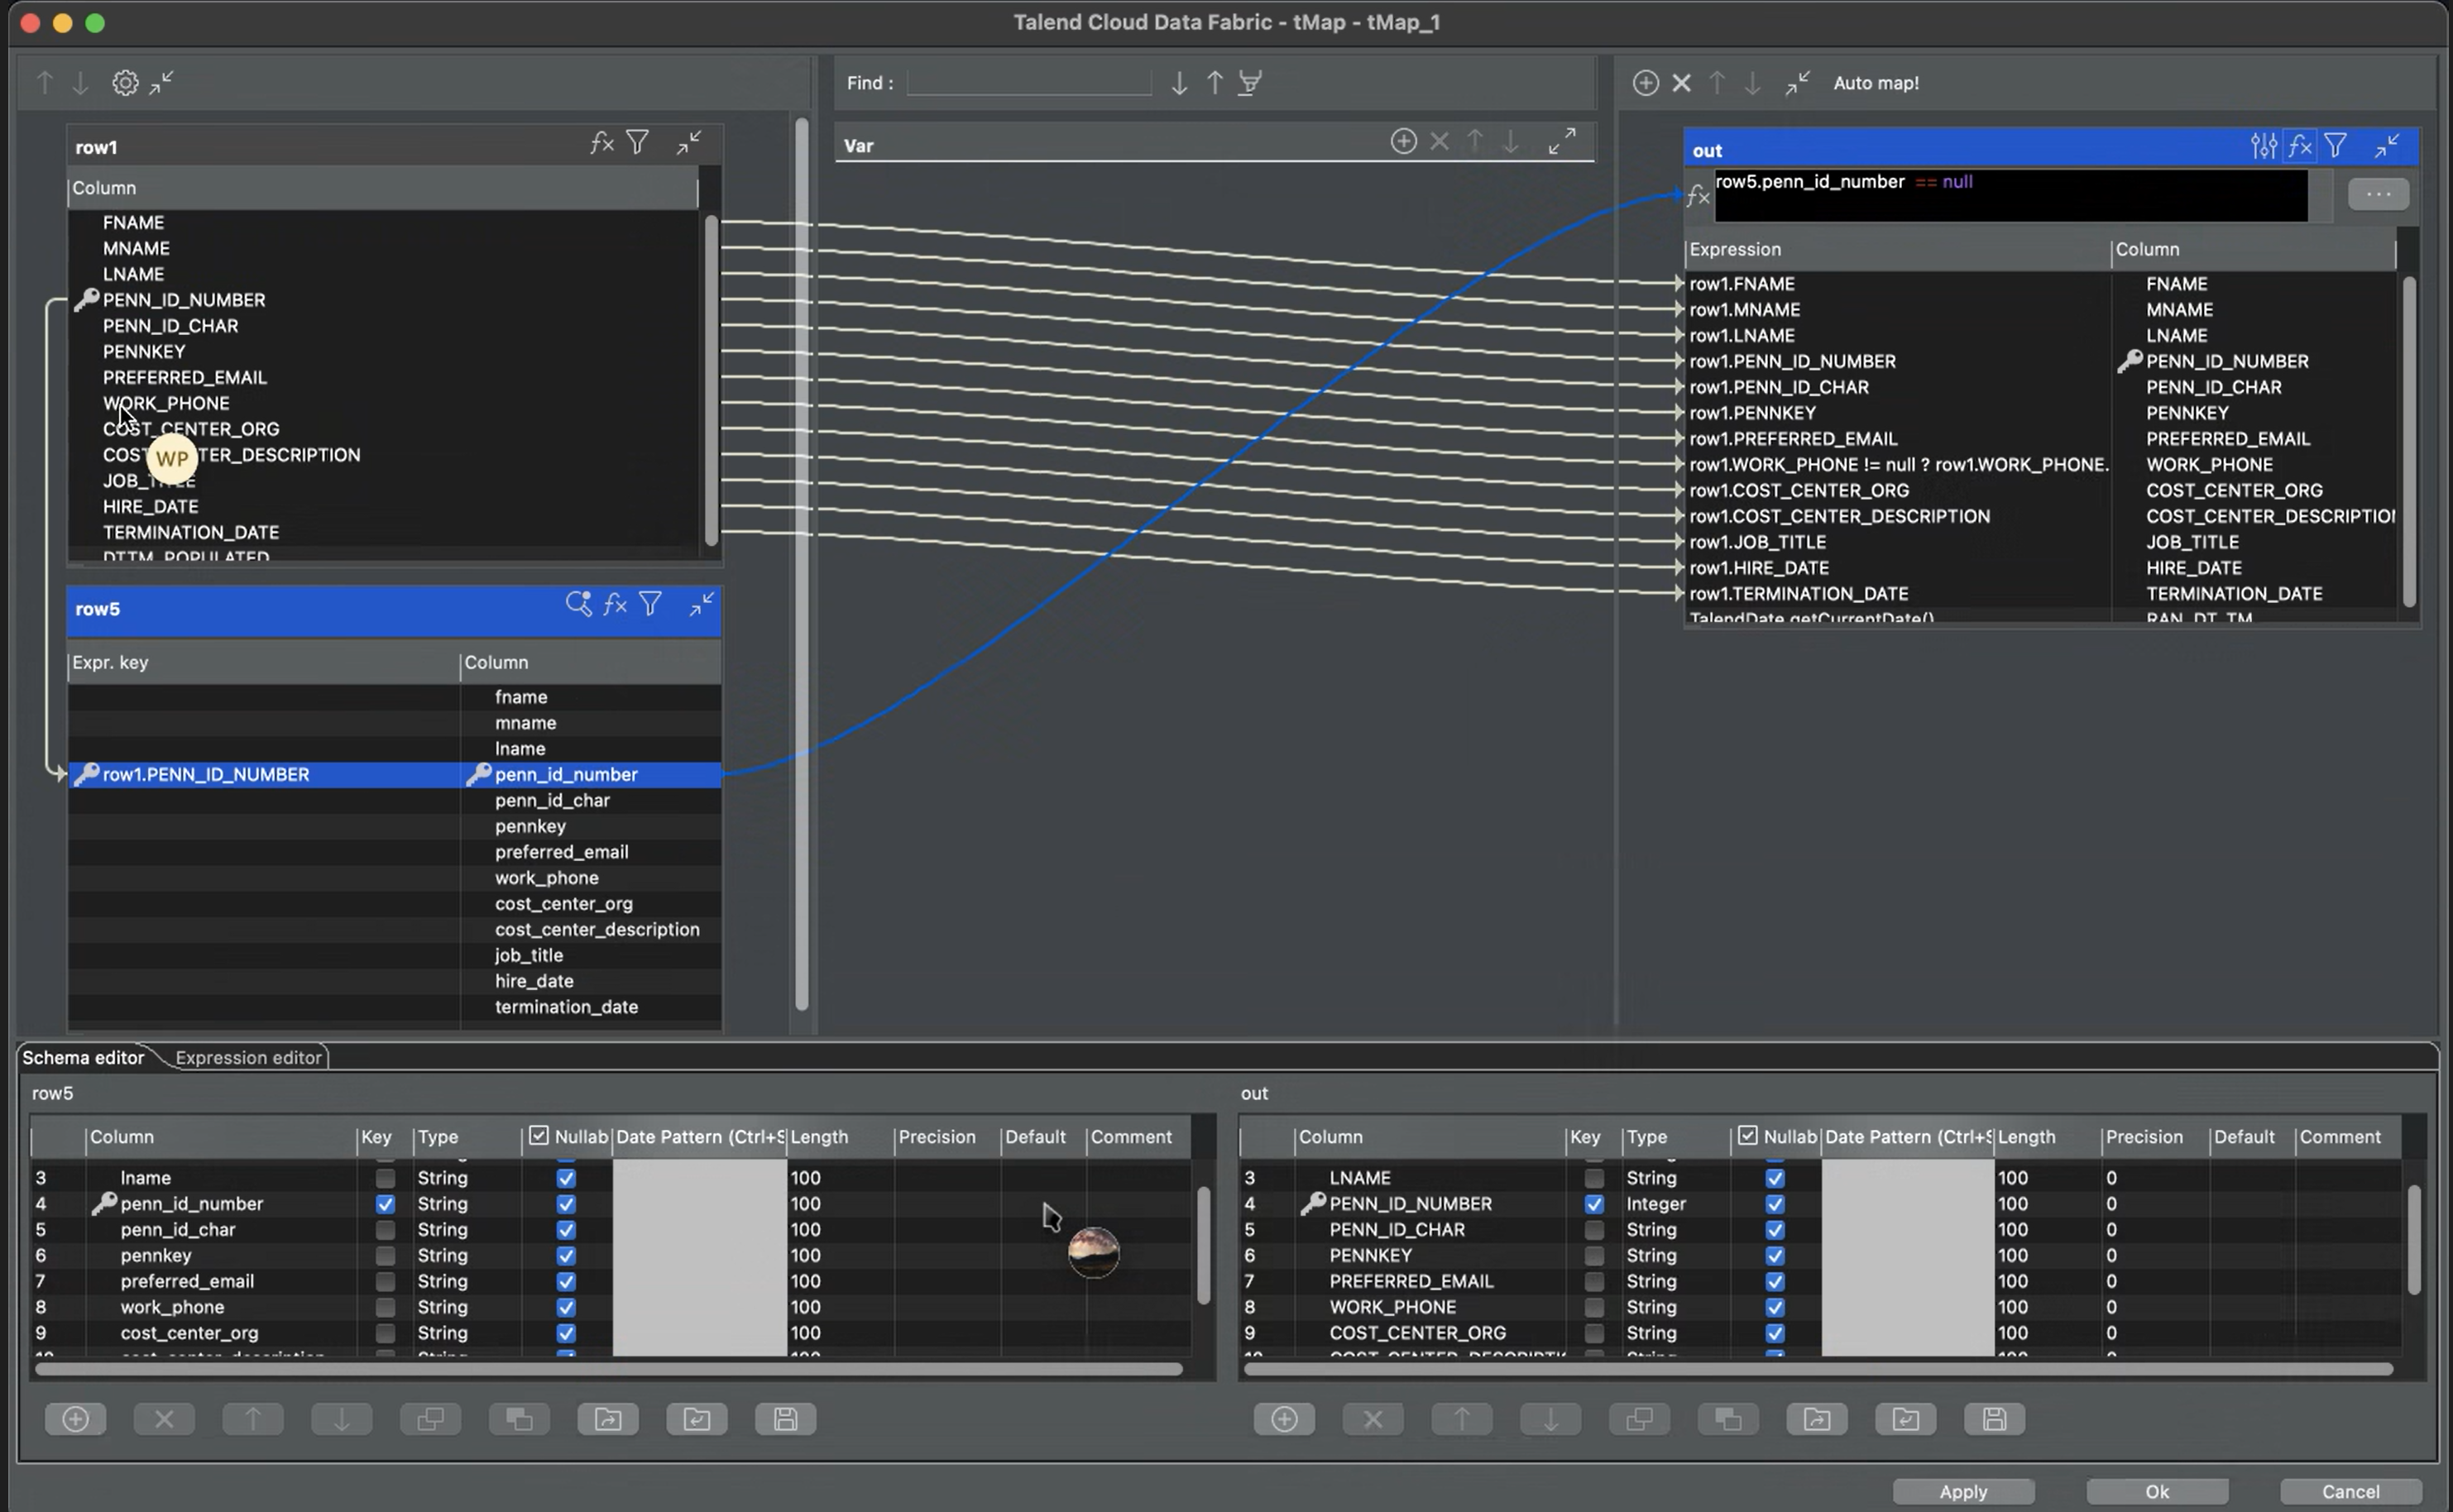 Talend Cloud Data Fabric - tMap - tMap_1
Find :
Auto map!
row1
Column
FNAME
MNAME
LNAME
PENN_ID_NUMBER
PENN_ID_CHAR
PENNKEY
PREFERRED_EMAIL
WORK_PHONE
COST_CENTER_ORG
COST TER_DESCRIPTION
WP
HIRE_DATE
TERMINATION_DATE
DTTM_POPULATED
row5
Expr. key Column
fname
mname
lname
row1.PENN_ID_NUMBER penn_id_number
penn_id_char
pennkey
preferred_email
work_phone
cost_center_org
cost_center_description
job_title
hire_date
termination_date
Var
out
row5.penn_id_number == null
...
Expression Column
row1.FNAME FNAME
row1.MNAME MNAME
row1.LNAME LNAME
row1.PENN_ID_NUMBER PENN_ID_NUMBER
row1.PENN_ID_CHAR PENN_ID_CHAR
row1.PENNKEY PENNKEY
row1.PREFERRED_EMAIL PREFERRED_EMAIL
row1.WORK_PHONE != null ? row1.WORK_PHONE. WORK_PHONE
row1.COST_CENTER_ORG COST_CENTER_ORG
row1.COST_CENTER_DESCRIPTION COST_CENTER_DESCRIPTIO
row1.JOB_TITLE JOB_TITLE
row1.HIRE_DATE HIRE_DATE
row1.TERMINATION_DATE TERMINATION_DATE
TalendDate.getCurrentDate() RAN_DT_TM
Schema editor Expression editor
row5
Column Key Type Nullab Date Pattern (Ctrl+S Length Precision Default Comment
3 lname String 100
4 penn_id_number String 100
5 penn_id_char String 100
6 pennkey String 100
7 preferred_email String 100
8 work_phone String 100
9 cost_center_org String 100
10 cost_center_description String 100
out
Column Key Type Nullab Date Pattern (Ctrl+S Length Precision Default Comment
3 LNAME String 100 0
4 PENN_ID_NUMBER Integer 100 0
5 PENN_ID_CHAR String 100 0
6 PENNKEY String 100 0
7 PREFERRED_EMAIL String 100 0
8 WORK_PHONE String 100 0
9 COST_CENTER_ORG String 100 0
10 COST_CENTER_DESCRIPTI String 100 0
Apply Ok Cancel